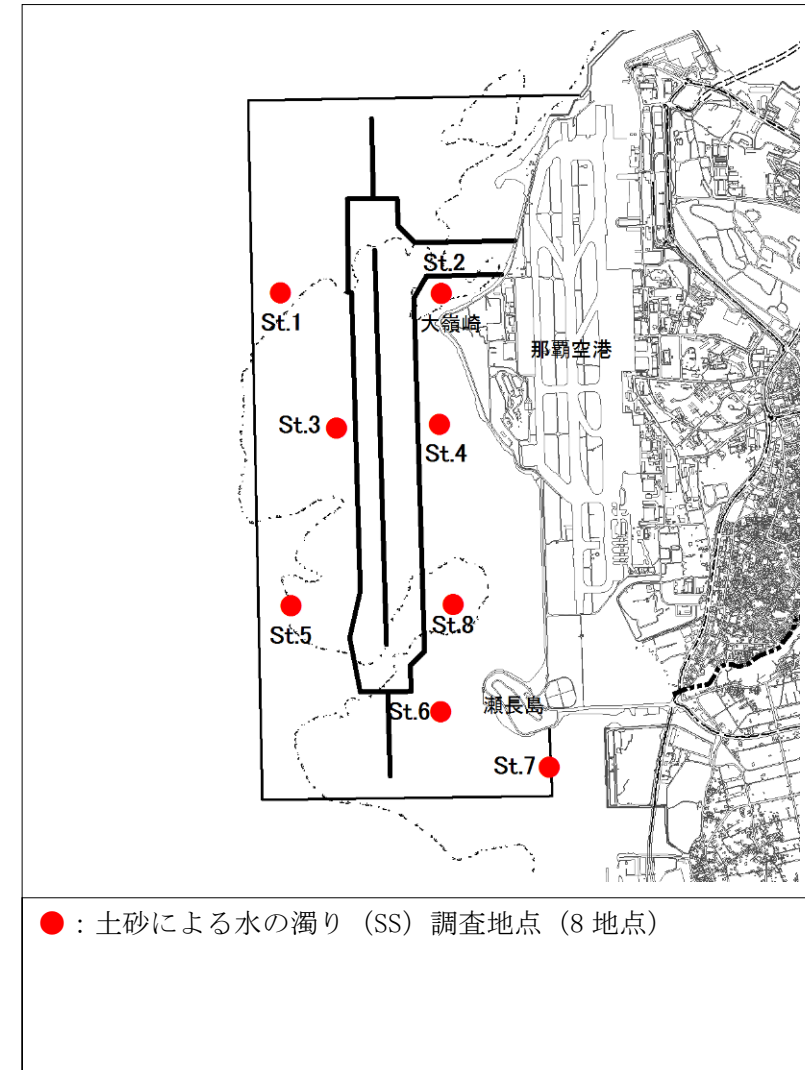 St.2
St.1
大嶺崎
那覇空港
St.3
St.4
St.5
St.8
St.6
瀬長島
St.7
●：土砂による水の濁り（SS）調査地点（8 地点）